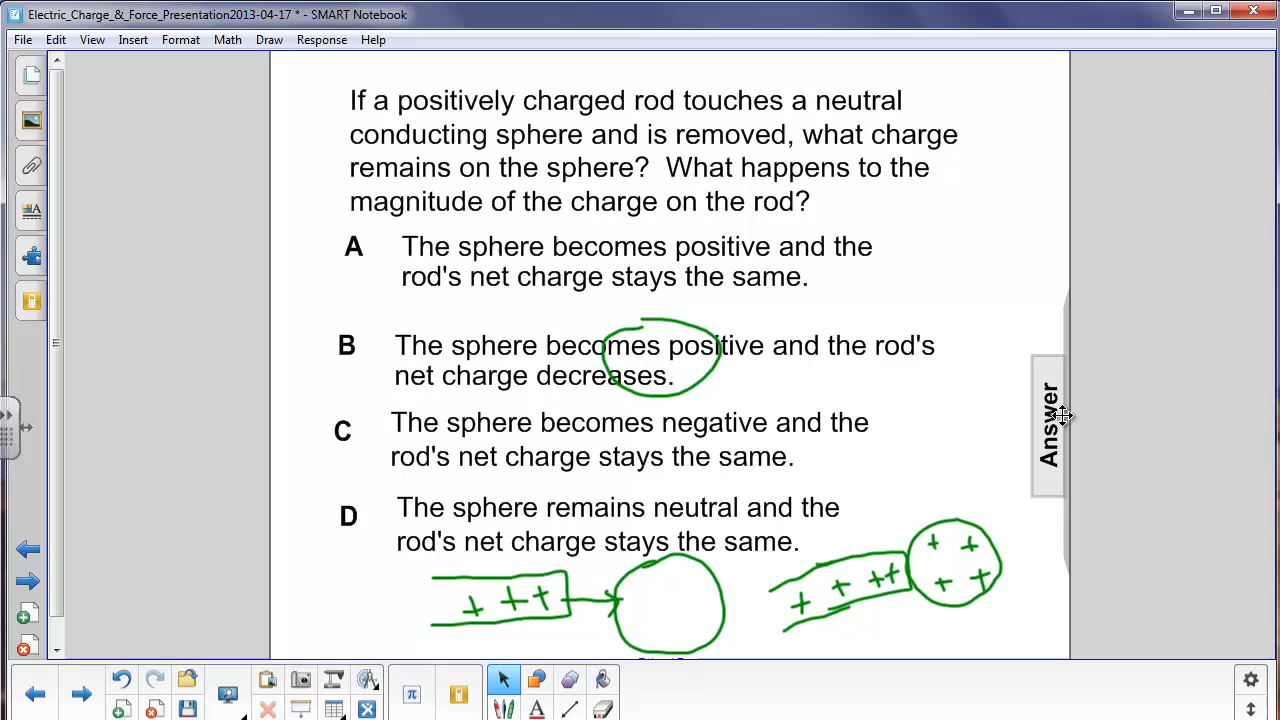 Electric_Charge_&_Force_Presentation2013-04-17 * - SMART Notebook
File Edit View Insert Format Math Draw Response Help
If a positively charged rod touches a neutral
conducting sphere and is removed, what charge
remains on the sphere? What happens to the
magnitude of the charge on the rod?
A The sphere becomes positive and the
rod's net charge stays the same.
B The sphere becomes positive and the rod's
net charge decreases.
C The sphere becomes negative and the
rod's net charge stays the same.
D The sphere remains neutral and the
rod's net charge stays the same.
Answer
+ + +
+ + + +
+ +
+ +
π
A